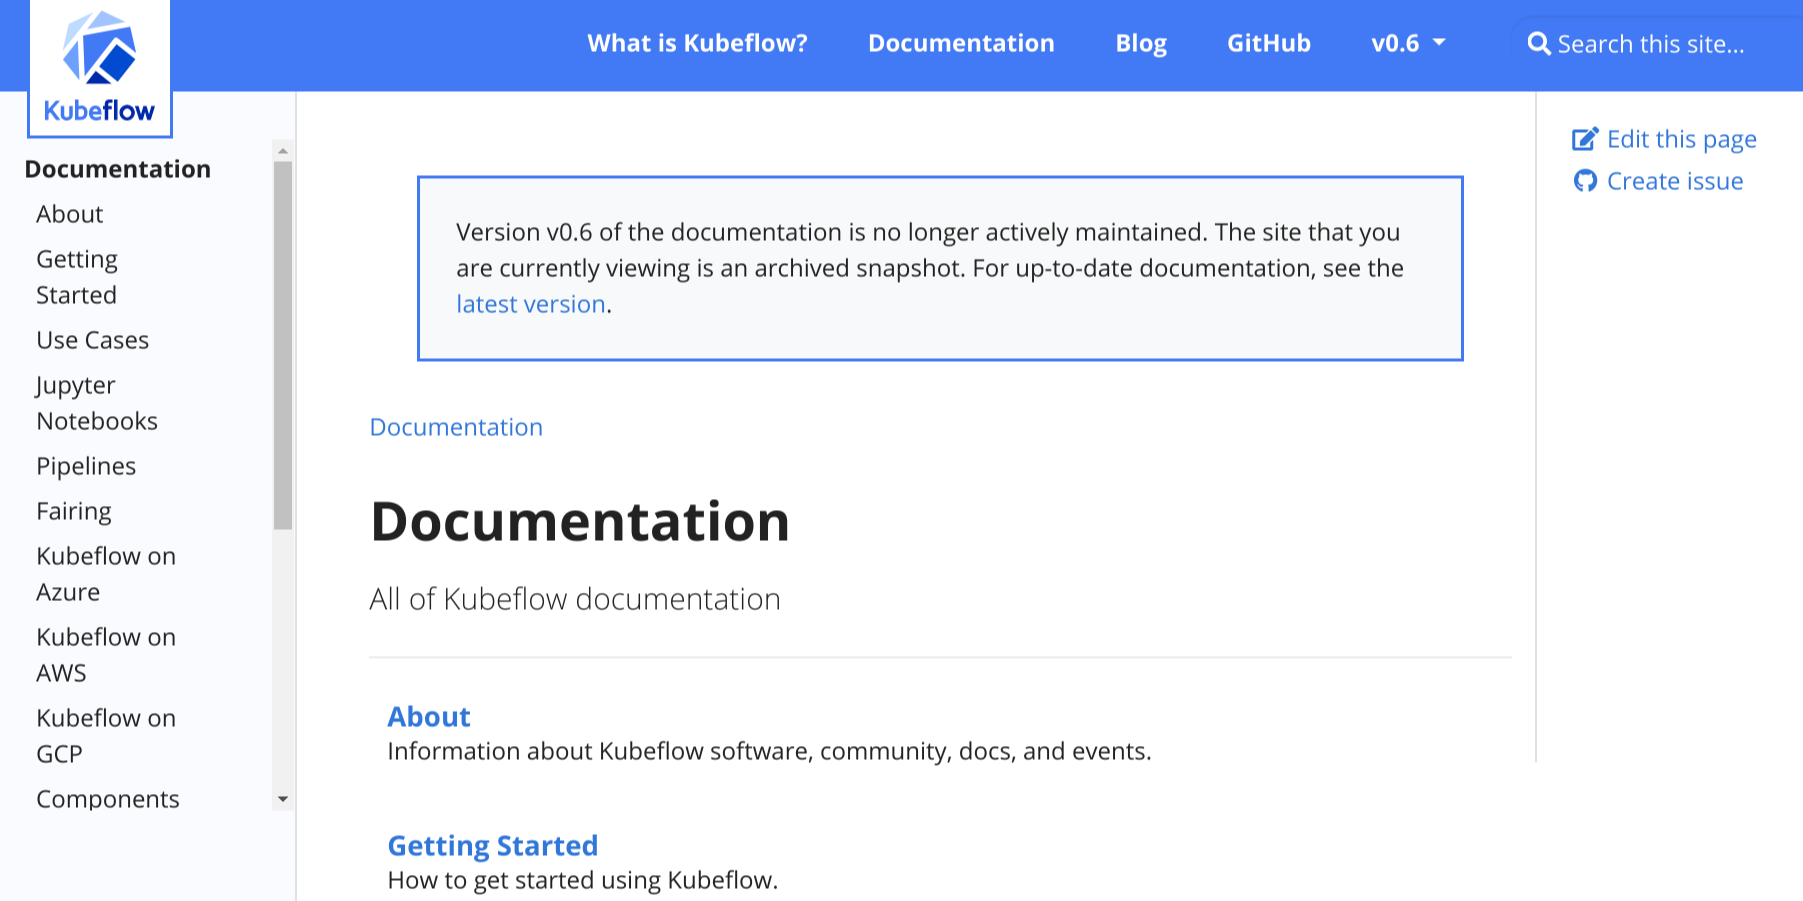 Kubeflow
What is Kubeflow?
Documentation
Blog
GitHub
v0.6
Search this site...
Documentation
About
Getting
Started
Use Cases
Jupyter
Notebooks
Pipelines
Fairing
Kubeflow on
Azure
Kubeflow on
AWS
Kubeflow on
GCP
Components
Version v0.6 of the documentation is no longer actively maintained. The site that you
are currently viewing is an archived snapshot. For up-to-date documentation, see the
latest version.
Documentation
Documentation
All of Kubeflow documentation
About
Information about Kubeflow software, community, docs, and events.
Getting Started
How to get started using Kubeflow.
Edit this page
Create issue